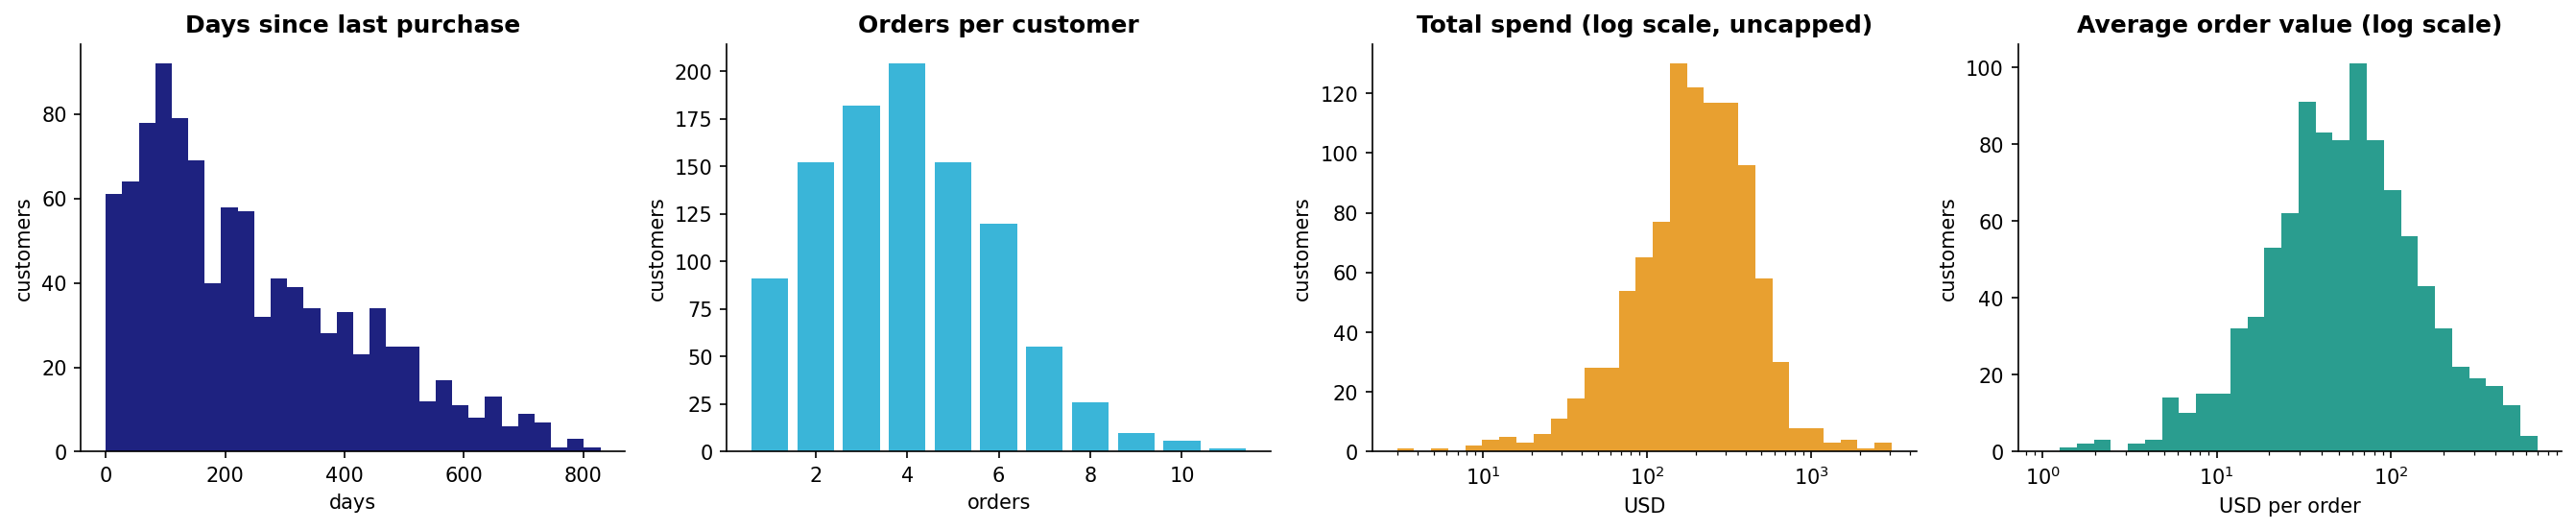 Days since last purchase
customers
80
60
40
20
0
0 200 400 600 800
days
Orders per customer
customers
200
175
150
125
100
75
50
25
0
2 4 6 8 10
orders
Total spend (log scale, uncapped)
customers
120
100
80
60
40
20
0
10¹ 10² 10³
USD
Average order value (log scale)
customers
100
80
60
40
20
0
10⁰ 10¹ 10²
USD per order